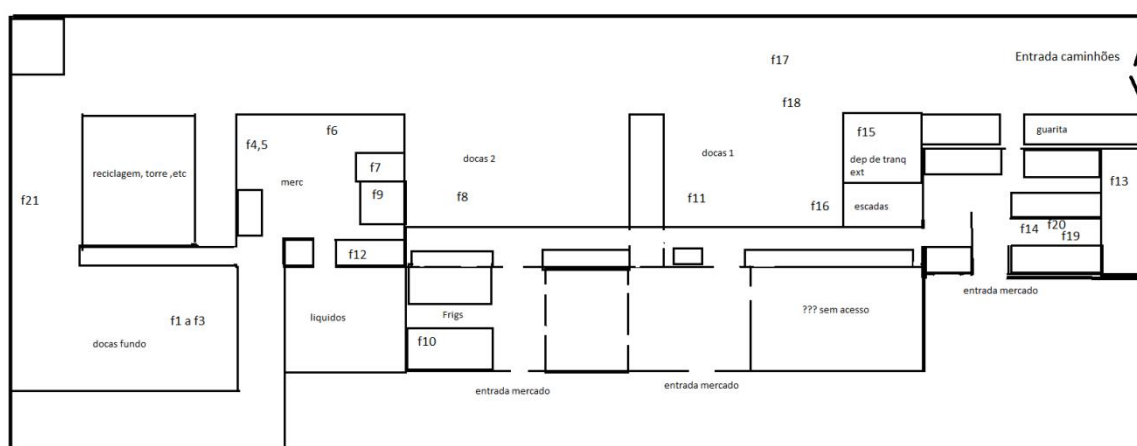 f17
Entrada caminhões
f18
f4,5
f6
f15
guarita
docas 2
docas 1
reciclagem, torre ,etc
f7
dep de tranq
ext
f13
merc
f21
f9
f8
f11
f16
escadas
f14
f20
f19
f12
entrada mercado
f1 a f3
liquidos
Frigs
??? sem acesso
docas fundo
f10
entrada mercado
entrada mercado